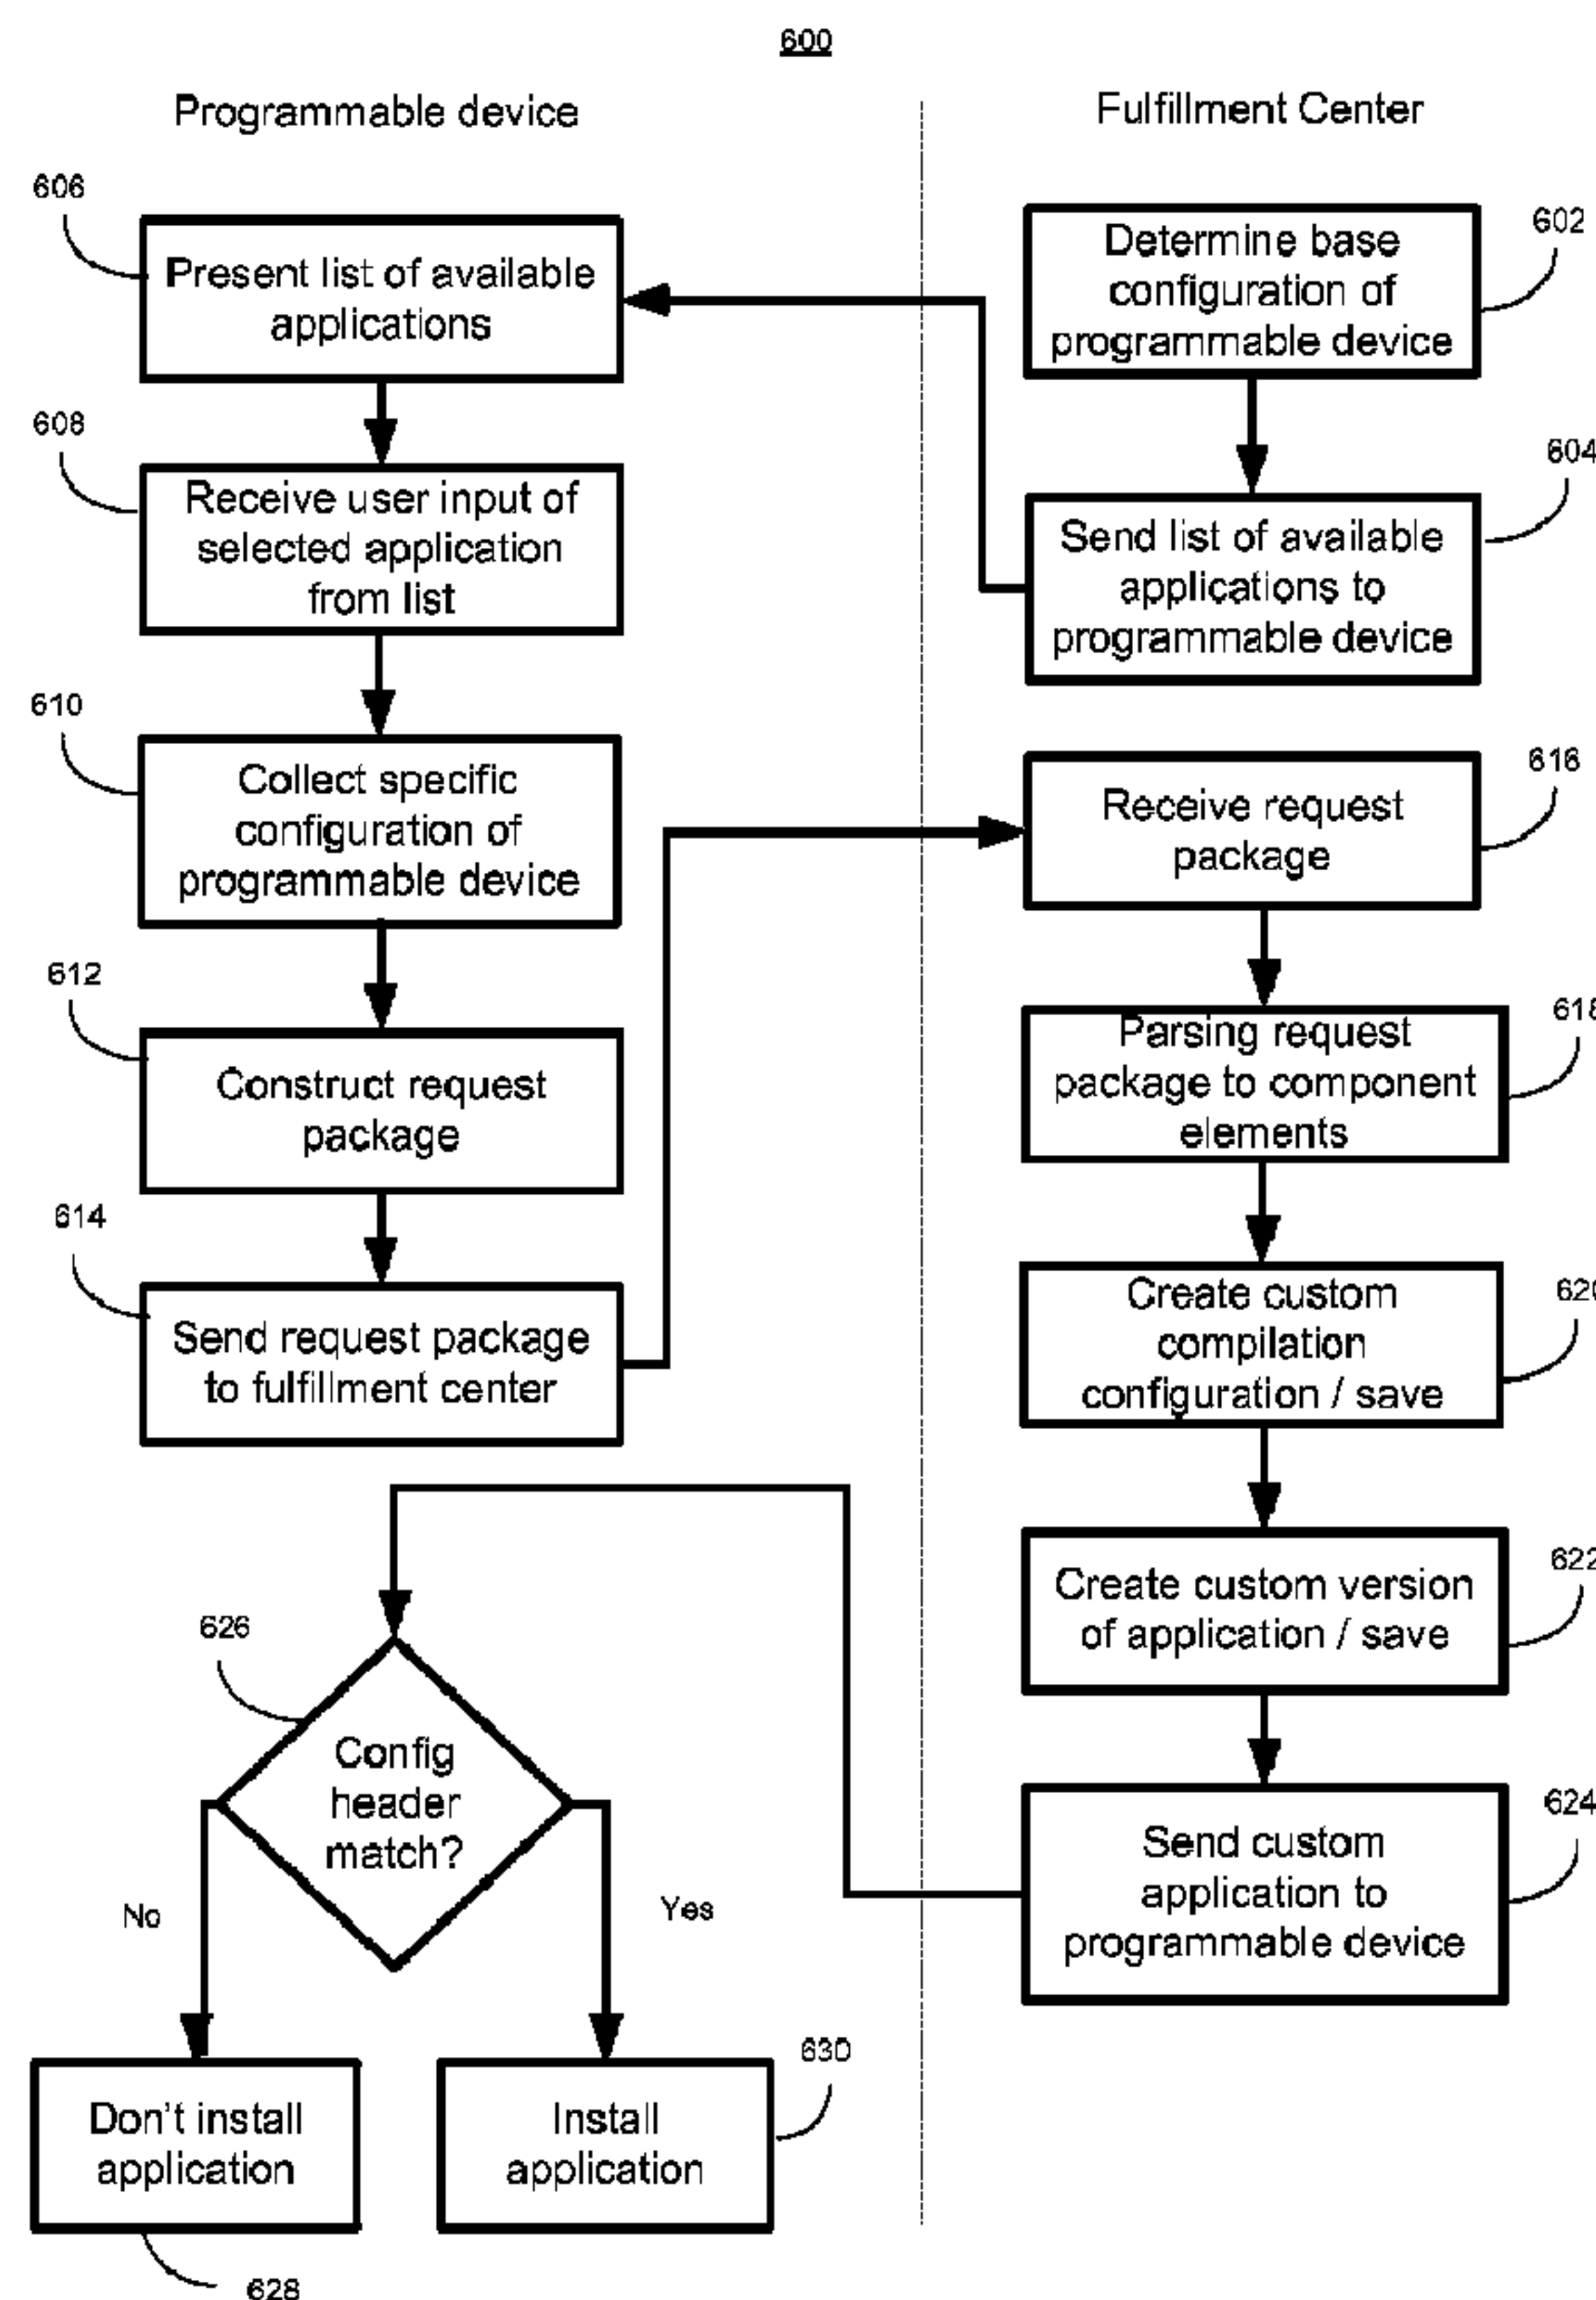 600
Programmable device
Fulfillment Center
606
Present list of available
applications
602
Determine base
configuration of
programmable device
608
Receive user input of
selected application
from list
604
Send list of available
applications to
programmable device
610
Collect specific
configuration of
programmable device
616
Receive request
package
612
Construct request
package
618
Parsing request
package to component
elements
614
Send request package
to fulfillment center
620
Create custom
compilation
configuration / save
622
Create custom version
of application / save
626
Config
header
match?
No
Yes
624
Send custom
application to
programmable device
Don't install
application
628
630
Install
application